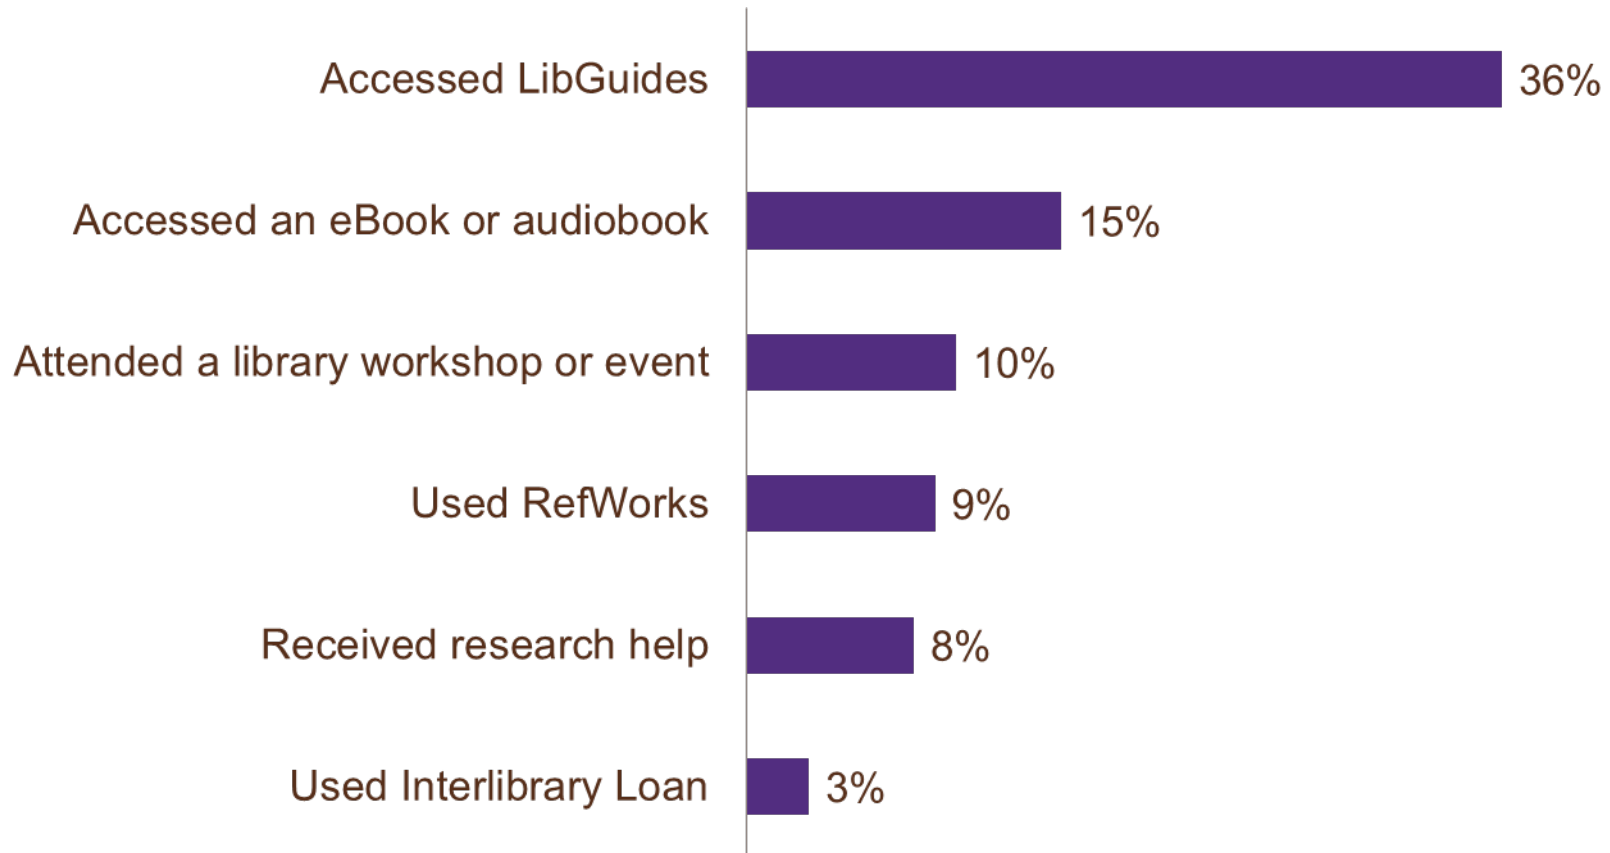 Accessed LibGuides 36%
Accessed an eBook or audiobook 15%
Attended a library workshop or event 10%
Used RefWorks 9%
Received research help 8%
Used Interlibrary Loan 3%